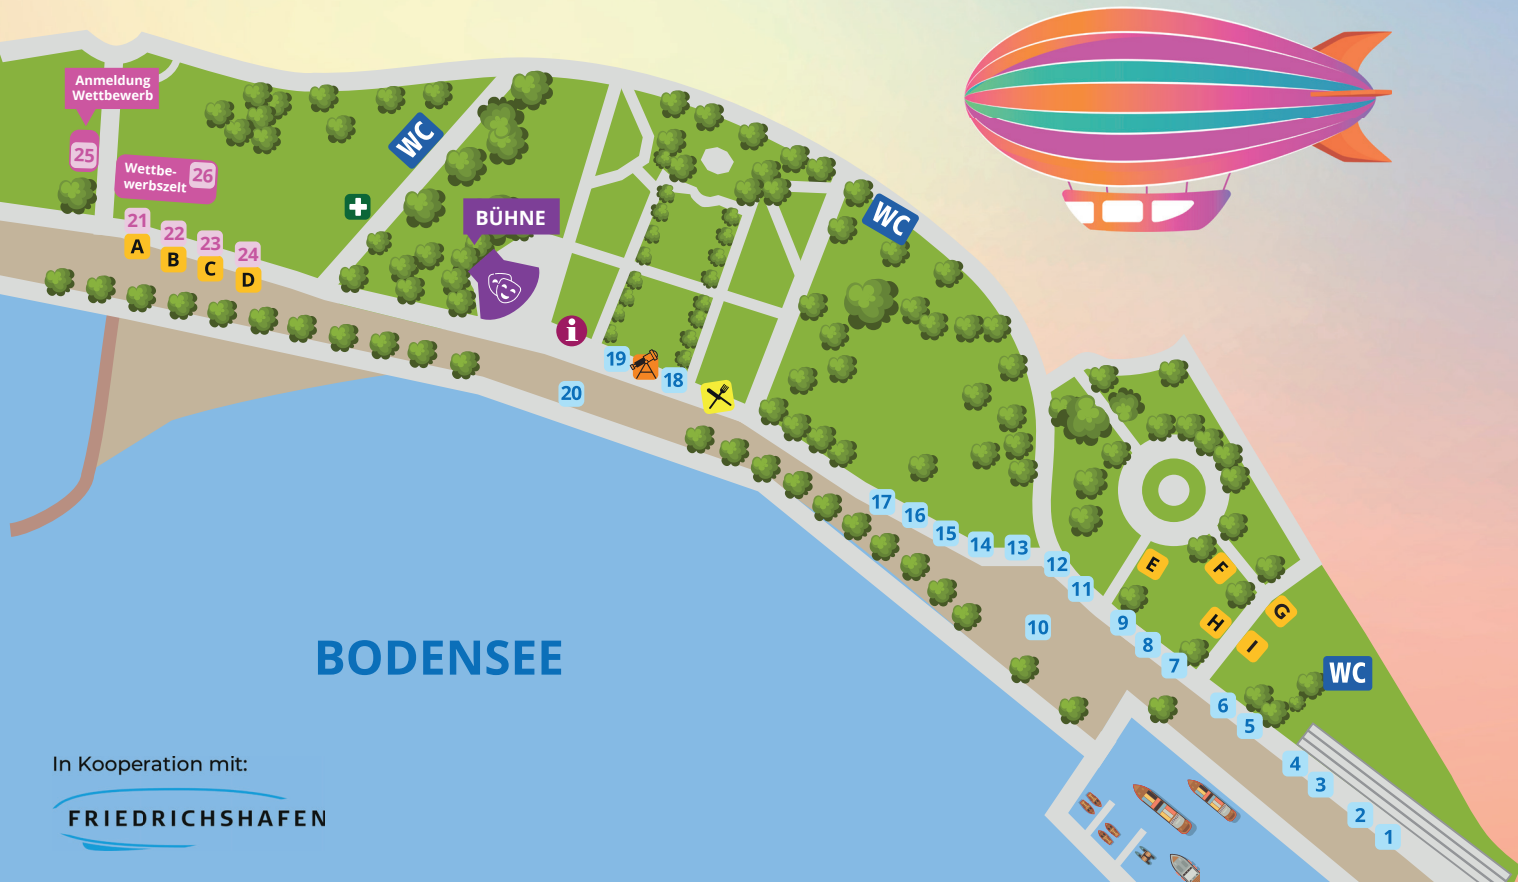 Anmeldung
Wettbewerb
25
Wettbe-
werbszelt
26
WC
21
22
23
24
A
B
C
D
BÜHNE
WC
i
19
18
20
17
16
15
14
13
12
11
10
9
8
7
6
5
4
3
2
1
E
F
G
H
I
WC
BODENSEE
In Kooperation mit:
FRIEDRICHSHAFEN